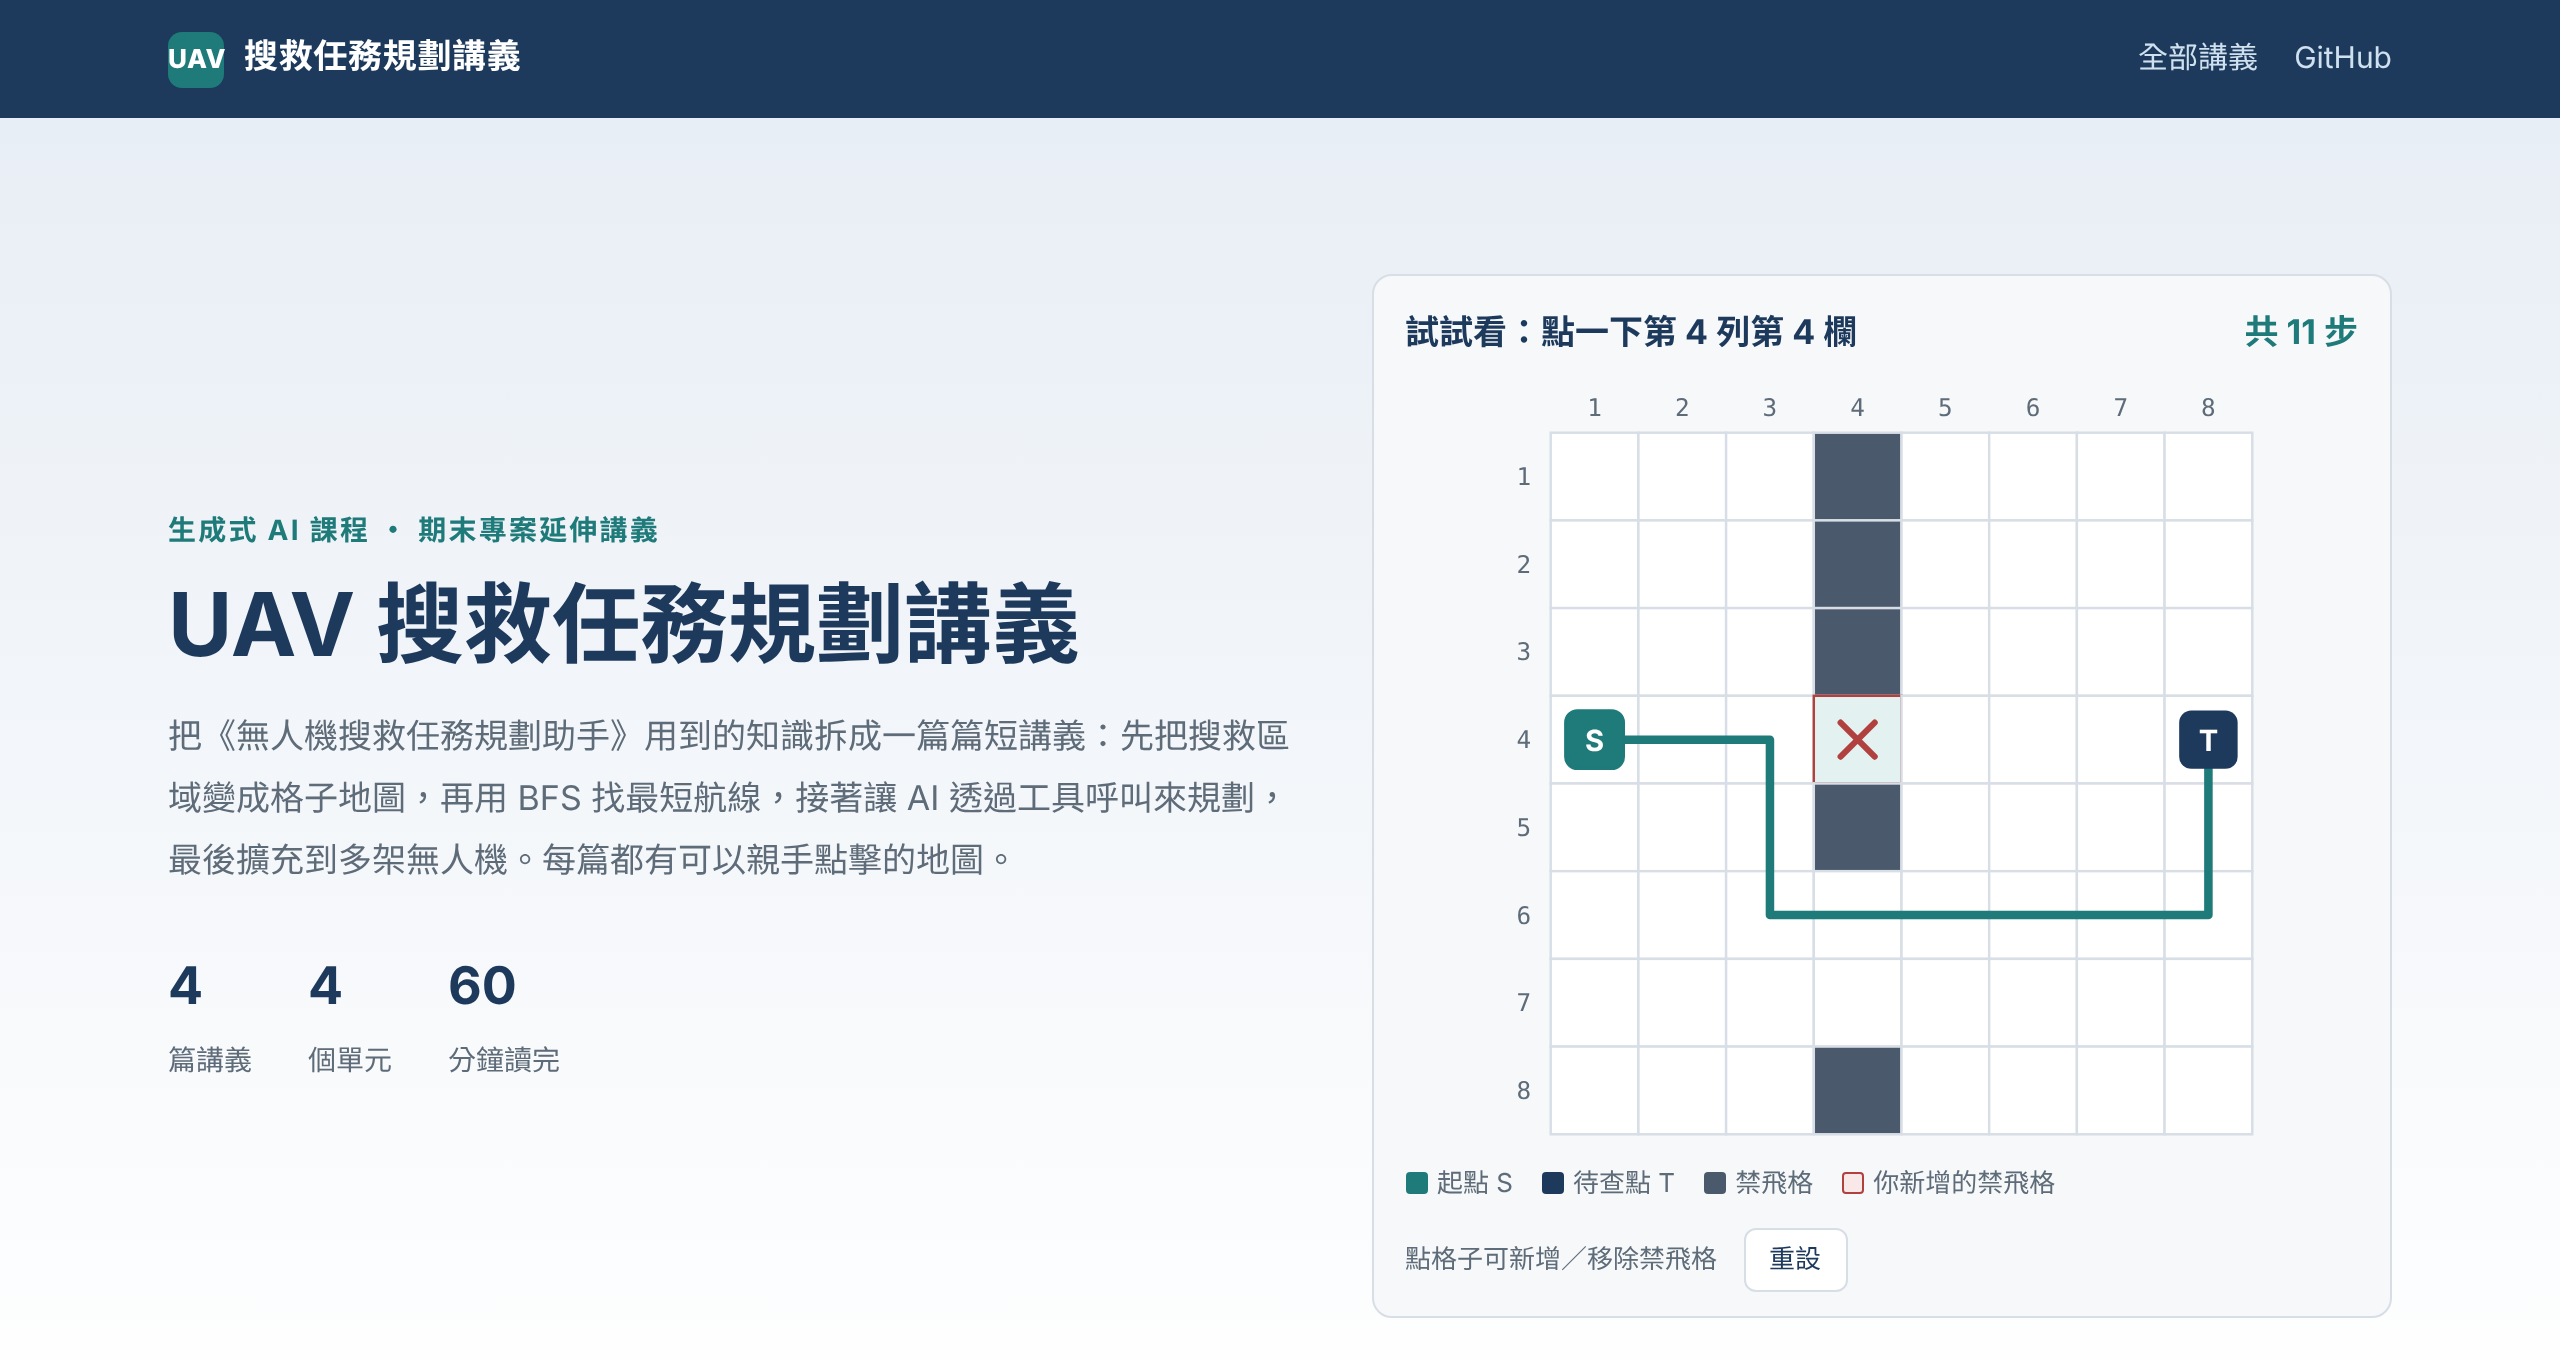 UAV 搜救任務規劃講義
全部講義 GitHub
生成式 AI 課程 · 期末專案延伸講義
UAV 搜救任務規劃講義
把《無人機搜救任務規劃助手》用到的知識拆成一篇篇短講義：先把搜救區
域變成格子地圖，再用 BFS 找最短航線，接著讓 AI 透過工具呼叫來規劃，
最後擴充到多架無人機。每篇都有可以親手點擊的地圖。
4 4 60
篇講義 個單元 分鐘讀完
試試看：點一下第 4 列第 4 欄 共 11 步
1 2 3 4 5 6 7 8
1
2
3
4 S T
5
6
7
8
起點 S 待查點 T 禁飛格 你新增的禁飛格
點格子可新增／移除禁飛格 重設